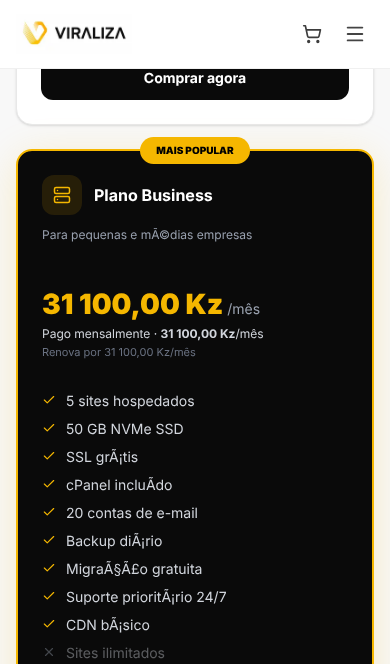 VIRALIZA
Comprar agora
MAIS POPULAR
Plano Business
Para pequenas e mÃ©dias empresas
31 100,00 Kz /mês
Pago mensalmente · 31 100,00 Kz/mês
Renova por 31 100,00 Kz/mês
5 sites hospedados
50 GB NVMe SSD
SSL grÃ¡tis
cPanel incluÃ­do
20 contas de e-mail
Backup diÃ¡rio
MigraÃ§Ã£o gratuita
Suporte prioritÃ¡rio 24/7
CDN bÃ¡sico
Sites ilimitados